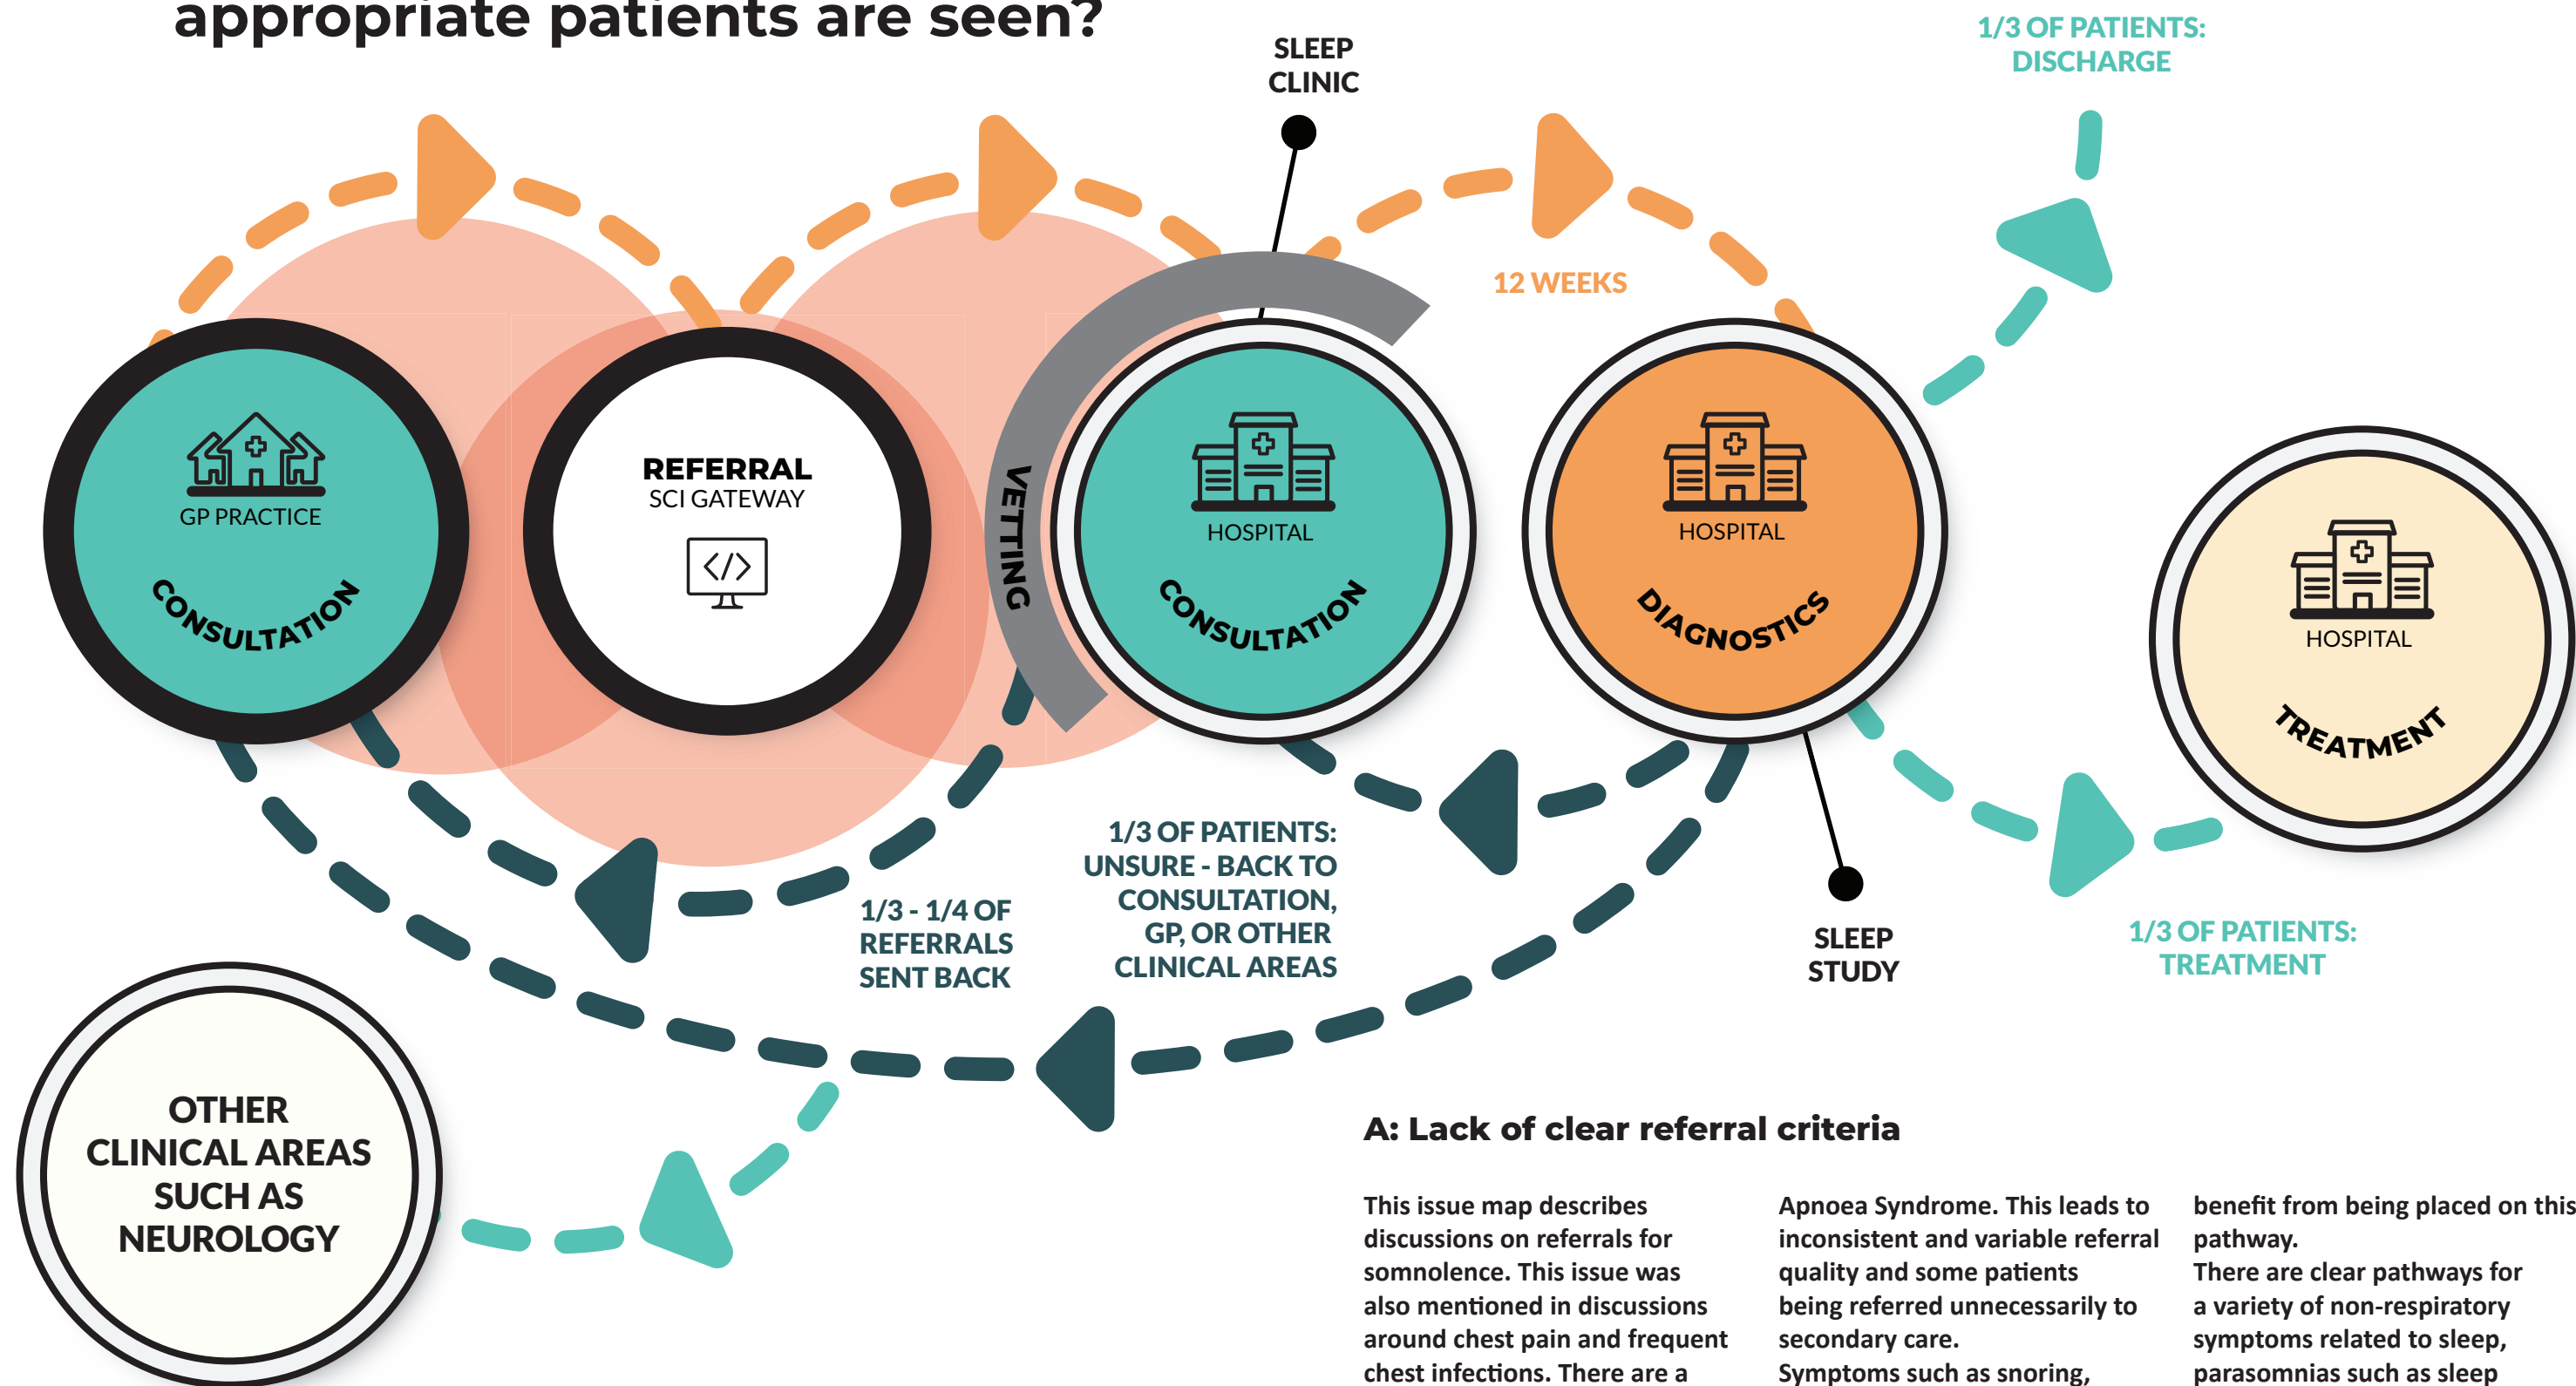 appropriate patients are seen?
SLEEP
CLINIC
1/3 OF PATIENTS:
DISCHARGE
12 WEEKS
GP PRACTICE
CONSULTATION
REFERRAL
SCI GATEWAY
</>
VETTING
HOSPITAL
CONSULTATION
HOSPITAL
DIAGNOSTICS
HOSPITAL
TREATMENT
1/3 - 1/4 OF
REFERRALS
SENT BACK
1/3 OF PATIENTS:
UNSURE - BACK TO
CONSULTATION,
GP, OR OTHER
CLINICAL AREAS
SLEEP
STUDY
1/3 OF PATIENTS:
TREATMENT
OTHER
CLINICAL AREAS
SUCH AS
NEUROLOGY
A: Lack of clear referral criteria
This issue map describes
discussions on referrals for
somnolence. This issue was
also mentioned in discussions
around chest pain and frequent
chest infections. There are a
Apnoea Syndrome. This leads to
inconsistent and variable referral
quality and some patients
being referred unnecessarily to
secondary care.
Symptoms such as snoring,
benefit from being placed on this
pathway.
There are clear pathways for
a variety of non-respiratory
symptoms related to sleep,
parasomnias such as sleep